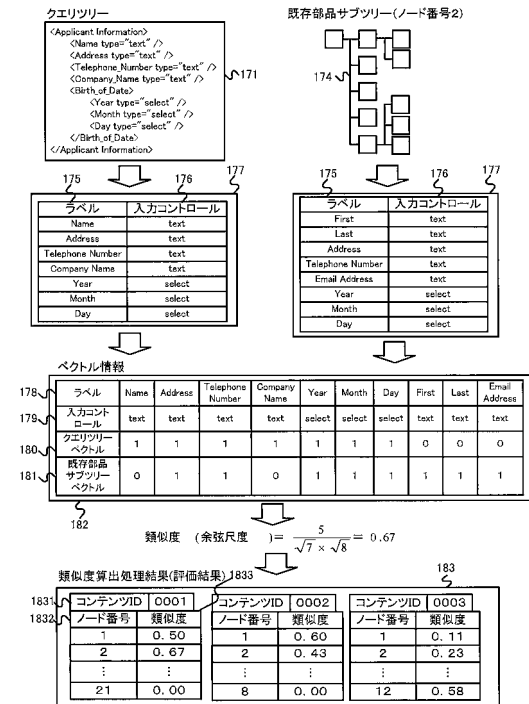 クエリツリー
<Applicant Information>
<Name type="text" />
<Address type="text" />
<Telephone_Number type="text" />
<Company_Name type="text" />
<Birth_of_Date>
<Year type="select" />
<Month type="select" />
<Day type="select" />
</Birth_of_Date>
</Applicant Information>
171
既存部品サブツリー(ノード番号2)
174
175 176 177
ラベル 入力コントロール
Name text
Address text
Telephone Number text
Company Name text
Year select
Month select
Day select
175 176 177
ラベル 入力コントロール
First text
Last text
Address text
Telephone Number text
Email Address text
Year select
Month select
Day select
ベクトル情報
178 ラベル Name Address Telephone Number Company Name Year Month Day First Last Email Address
179 入力コントロール text text text text select select select text text text
180 クエリツリーベクトル 1 1 1 1 1 1 1 0 0 0
181 既存部品サブツリーベクトル 0 1 1 0 1 1 1 1 1 1
182
類似度 (余弦尺度 )= 5 / √7 × √8 = 0.67
類似度算出処理結果(評価結果) 1833 183
1831 コンテンツID 0001
1832 ノード番号 類似度
1 0.50
2 0.67
⋮ ⋮
21 0.00
コンテンツID 0002
ノード番号 類似度
1 0.60
2 0.43
⋮ ⋮
8 0.00
コンテンツID 0003
ノード番号 類似度
1 0.11
2 0.23
⋮ ⋮
12 0.58